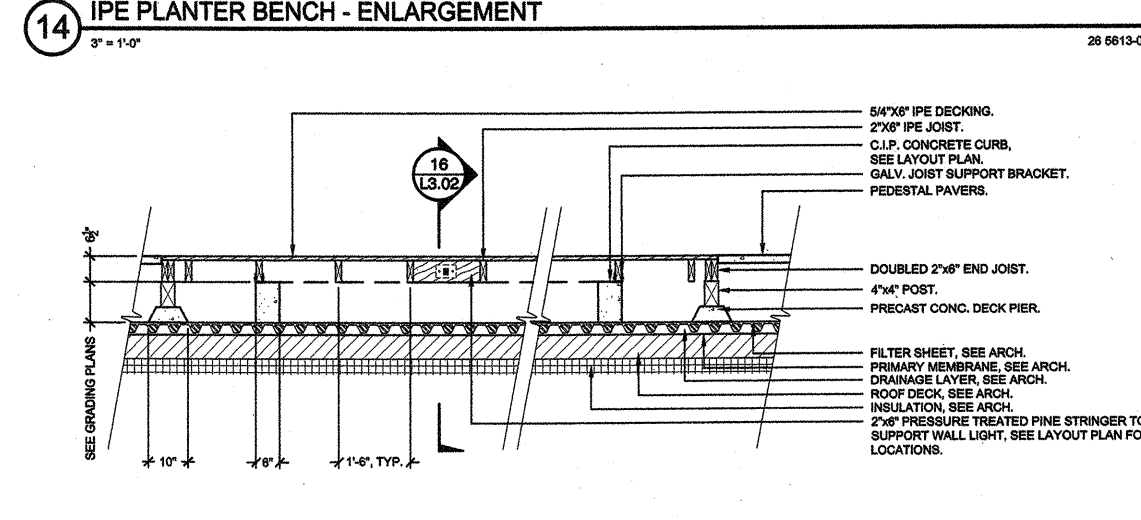 14
IPE PLANTER BENCH - ENLARGEMENT
3" = 1'-0"
26 5613-0
5/4"X6" IPE DECKING.
2"X6" IPE JOIST.
C.I.P. CONCRETE CURB,
SEE LAYOUT PLAN.
GALV. JOIST SUPPORT BRACKET.
PEDESTAL PAVERS.
16
L3.02
6½"
DOUBLED 2"x6" END JOIST.
4"x4" POST.
PRECAST CONC. DECK PIER.
SEE GRADING PLANS
FILTER SHEET, SEE ARCH.
PRIMARY MEMBRANE, SEE ARCH.
DRAINAGE LAYER, SEE ARCH.
ROOF DECK, SEE ARCH.
INSULATION, SEE ARCH.
2"x6" PRESSURE TREATED PINE STRINGER TO
SUPPORT WALL LIGHT, SEE LAYOUT PLAN FO
LOCATIONS.
10"
6"
1'-6", TYP.